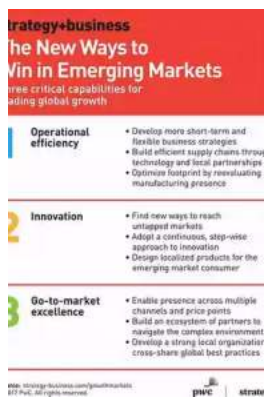 trategy+business
The New Ways to
Win in Emerging Markets
hree critical capabilities for
ading global growth
1
Operational
efficiency
• Develop more short-term and
flexible business strategies
• Build efficient supply chains throug
technology and local partnerships
• Optimize footprint by reevaluating
manufacturing presence
2
Innovation
• Find new ways to reach
untapped markets
• Adopt a continuous, step-wise
approach to innovation
• Design localized products for the
emerging market consumer
3
Go-to-market
excellence
• Enable presence across multiple
channels and price points
• Build an ecosystem of partners to
navigate the complex environment
• Develop a strong local organization
cross-share global best practices
strategy-business.com/growthmarkets
2017 PwC. All rights reserved.
pwc
strate